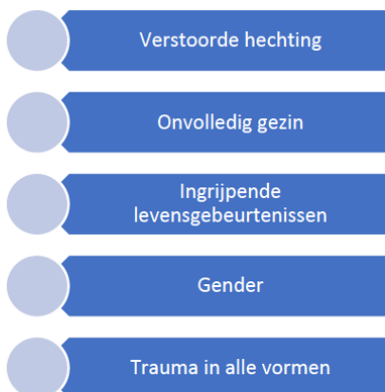 Verstoorde hechting
Onvolledig gezin
Ingrijpende
levensgebeurtenissen
Gender
Trauma in alle vormen